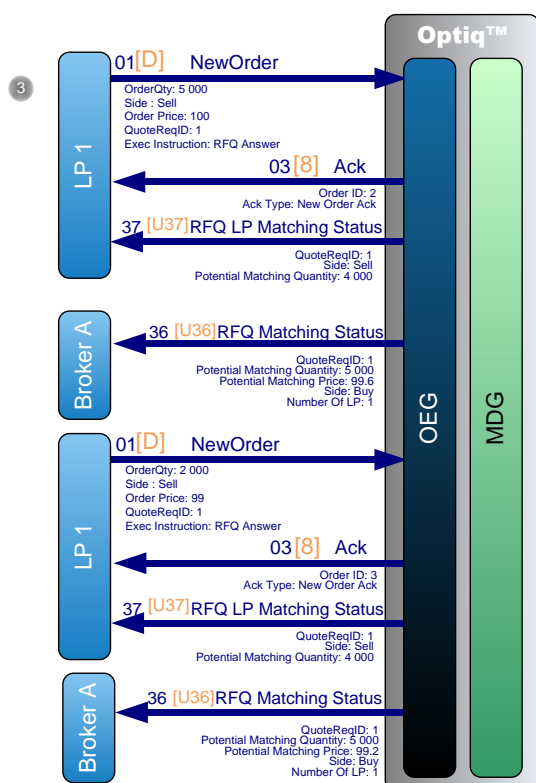 Optiq™
3
01[D] NewOrder
OrderQty: 5 000
Side : Sell
Order Price: 100
QuoteReqID: 1
Exec Instruction: RFQ Answer
LP 1
03 [8] Ack
Order ID: 2
Ack Type: New Order Ack
37 [U37]RFQ LP Matching Status
QuoteReqID: 1
Side: Sell
Potential Matching Quantity: 4 000
Broker A
36 [U36]RFQ Matching Status
QuoteReqID: 1
Potential Matching Quantity: 5 000
Potential Matching Price: 99.6
Side: Buy
Number Of LP: 1
OEG
MDG
01[D] NewOrder
OrderQty: 2 000
Side : Sell
Order Price: 99
QuoteReqID: 1
Exec Instruction: RFQ Answer
LP 1
03[8] Ack
Order ID: 3
Ack Type: New Order Ack
37 [U37]RFQ LP Matching Status
QuoteReqID: 1
Side: Sell
Potential Matching Quantity: 4 000
Broker A
36 [U36]RFQ Matching Status
QuoteReqID: 1
Potential Matching Quantity: 5 000
Potential Matching Price: 99.2
Side: Buy
Number Of LP: 1